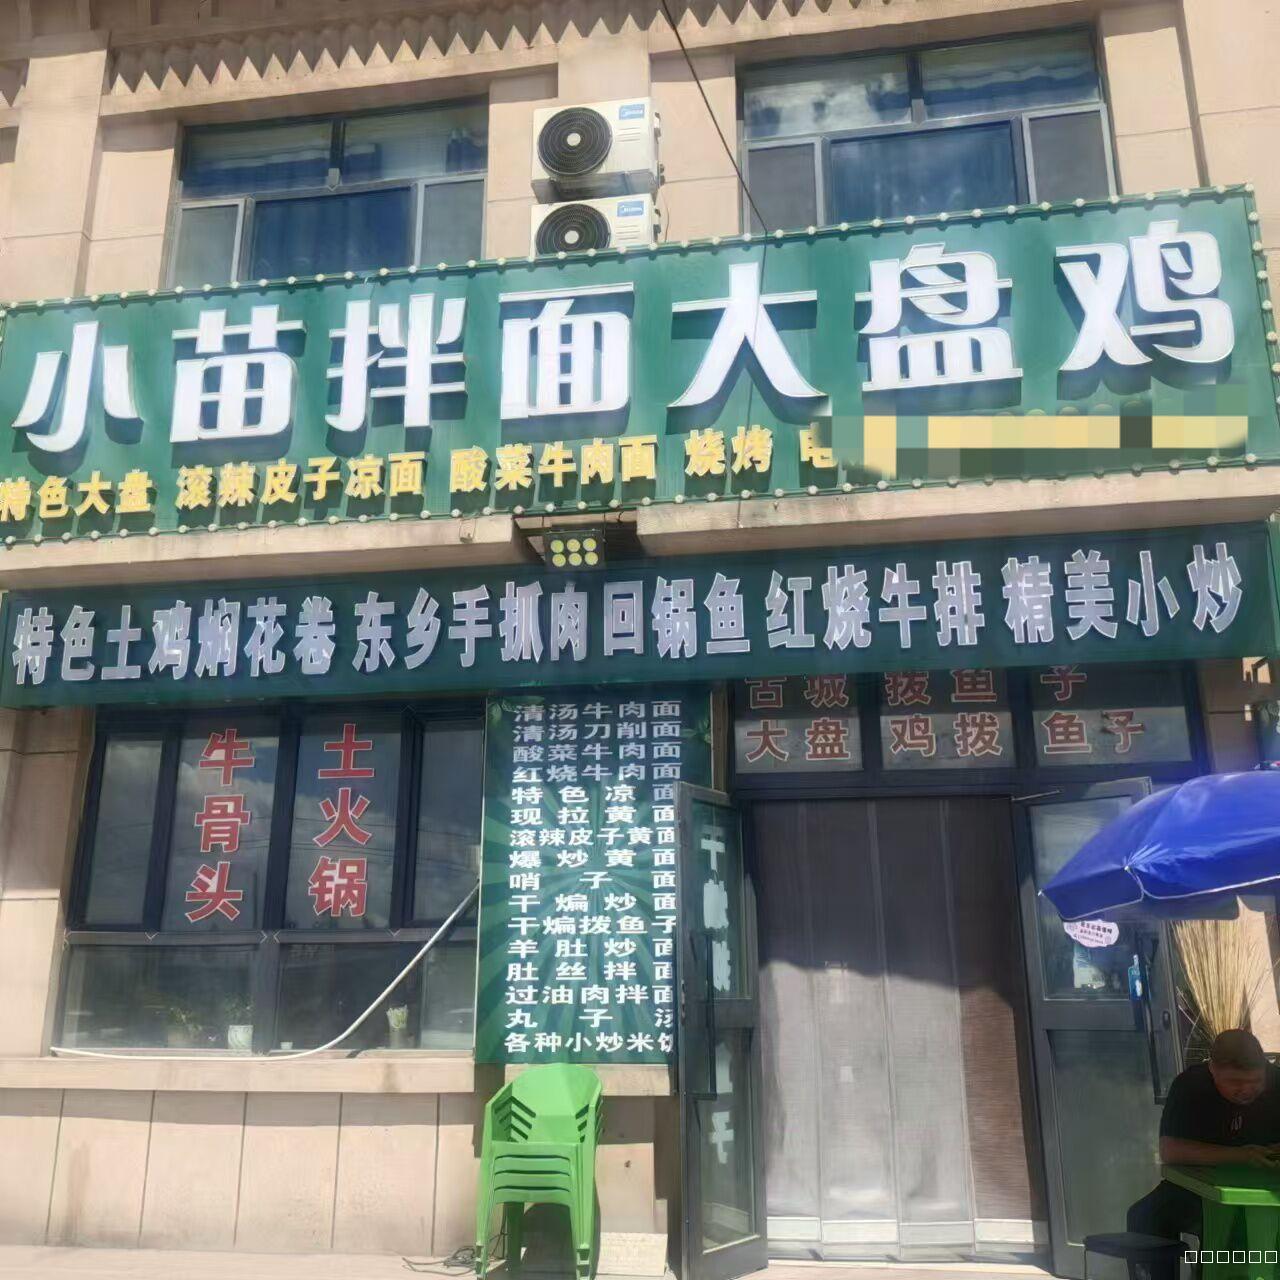 小苗拌面大盘鸡
特色大盘 滚辣皮子凉面 酸菜牛肉面 烧烤 电
特色土鸡焖花卷 东乡手抓肉 回锅鱼 红烧牛排 精美小炒
牛骨头
土火锅
清汤牛肉面
清汤刀削面
酸菜牛肉面
红烧牛肉面
特色凉面
现拉黄面
滚辣皮子黄面
爆炒黄面
哨子面
干煸炒面
干煸拨鱼子
羊肚炒面
肚丝拌面
过油肉拌面
丸子汤
各种小炒米饭
古城拨鱼子
大盘鸡拨鱼子